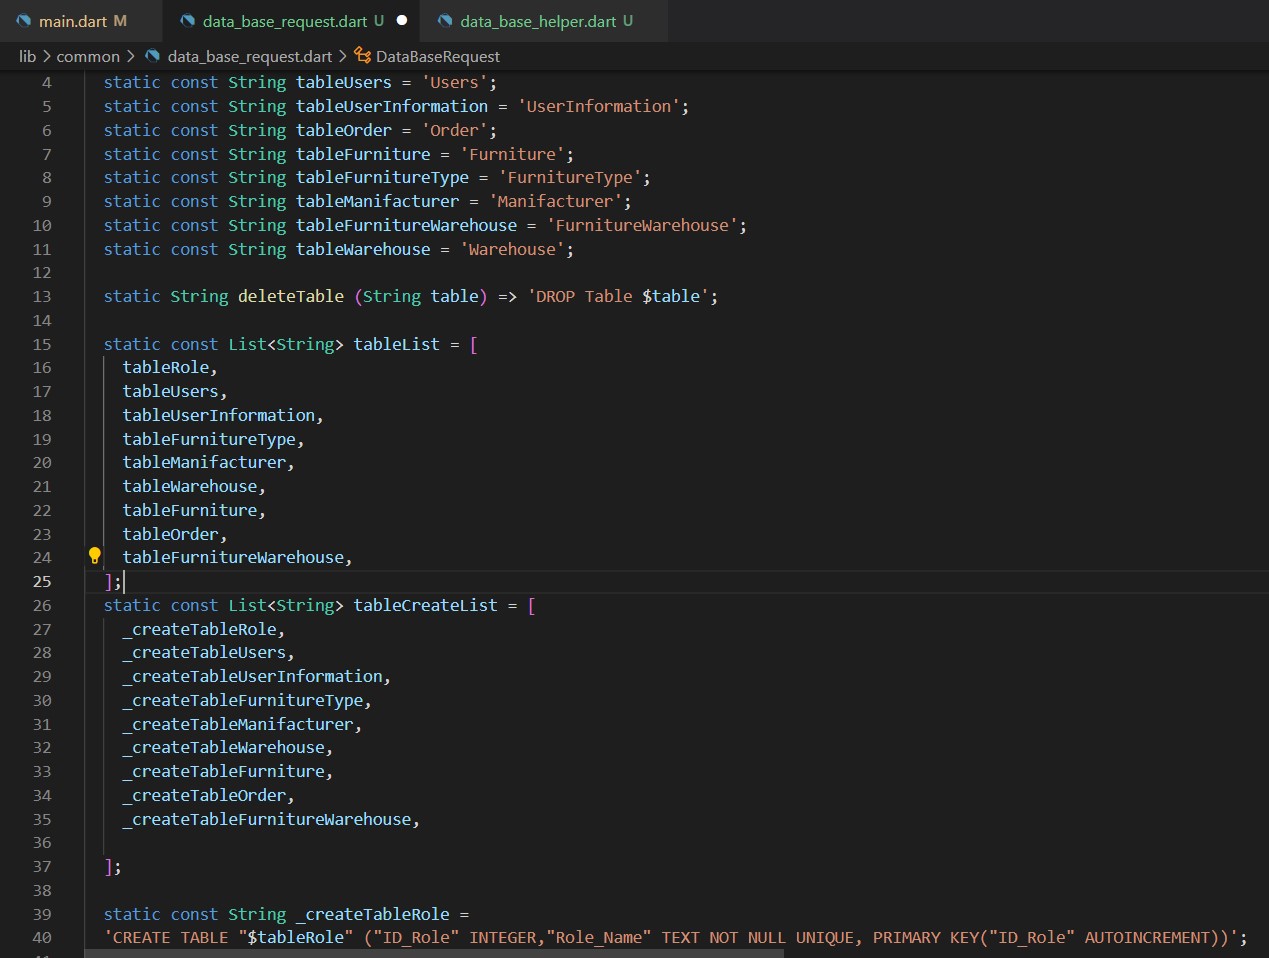 main.dart M
data_base_request.dart U
data_base_helper.dart U
lib > common > data_base_request.dart > DataBaseRequest
4 static const String tableUsers = 'Users';
5 static const String tableUserInformation = 'UserInformation';
6 static const String tableOrder = 'Order';
7 static const String tableFurniture = 'Furniture';
8 static const String tableFurnitureType = 'FurnitureType';
9 static const String tableManifacturer = 'Manifacturer';
10 static const String tableFurnitureWarehouse = 'FurnitureWarehouse';
11 static const String tableWarehouse = 'Warehouse';
12
13 static String deleteTable (String table) => 'DROP Table $table';
14
15 static const List<String> tableList = [
16 tableRole,
17 tableUsers,
18 tableUserInformation,
19 tableFurnitureType,
20 tableManifacturer,
21 tableWarehouse,
22 tableFurniture,
23 tableOrder,
24 tableFurnitureWarehouse,
25 ];
26 static const List<String> tableCreateList = [
27 _createTableRole,
28 _createTableUsers,
29 _createTableUserInformation,
30 _createTableFurnitureType,
31 _createTableManifacturer,
32 _createTableWarehouse,
33 _createTableFurniture,
34 _createTableOrder,
35 _createTableFurnitureWarehouse,
36
37 ];
38
39 static const String _createTableRole =
40 'CREATE TABLE "$tableRole" ("ID_Role" INTEGER,"Role_Name" TEXT NOT NULL UNIQUE, PRIMARY KEY("ID_Role" AUTOINCREMENT))';